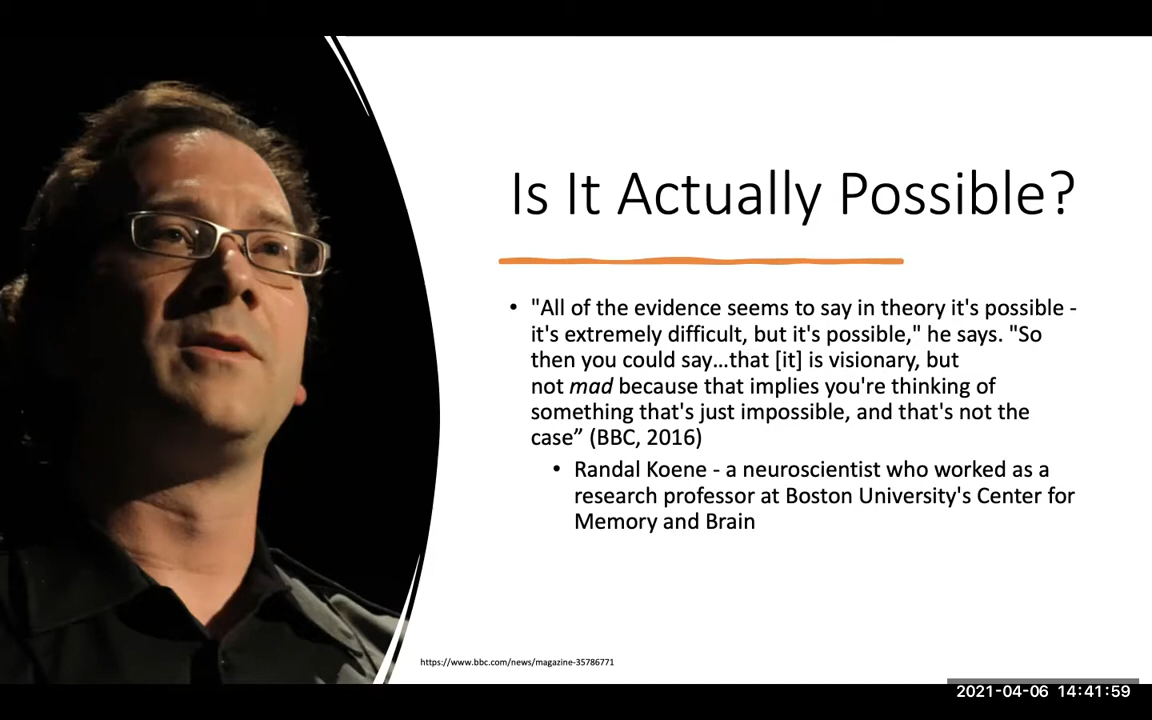 Is It Actually Possible?
• "All of the evidence seems to say in theory it's possible -
it's extremely difficult, but it's possible," he says. "So
then you could say…that [it] is visionary, but
not mad because that implies you're thinking of
something that's just impossible, and that's not the
case” (BBC, 2016)
• Randal Koene - a neuroscientist who worked as a
research professor at Boston University's Center for
Memory and Brain
https://www.bbc.com/news/magazine-35786771
2021-04-06 14:41:59